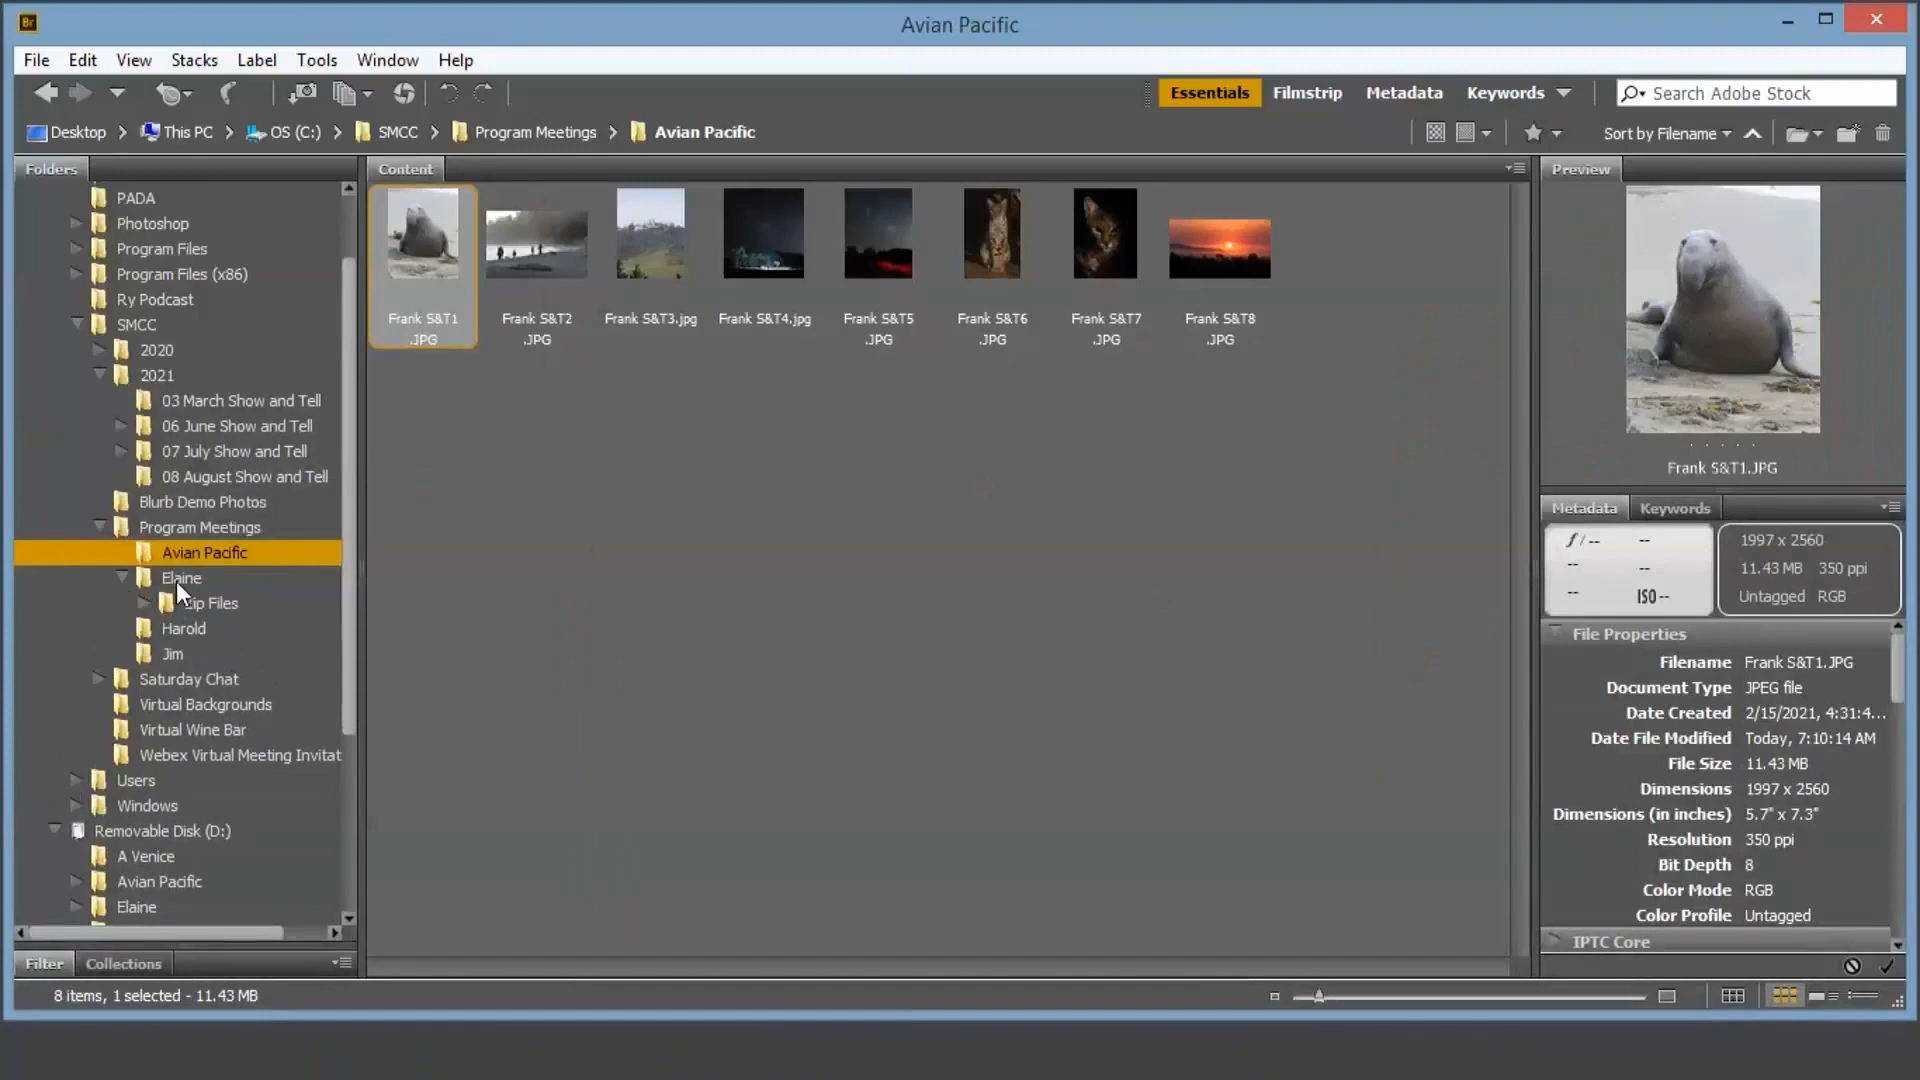 Br
Avian Pacific
File Edit View Stacks Label Tools Window Help
Essentials Filmstrip Metadata Keywords Search Adobe Stock
Desktop This PC OS (C:) SMCC Program Meetings Avian Pacific Sort by Filename
Folders
PADA
Photoshop
Program Files
Program Files (x86)
Ry Podcast
SMCC
2020
2021
03 March Show and Tell
06 June Show and Tell
07 July Show and Tell
08 August Show and Tell
Blurb Demo Photos
Program Meetings
Avian Pacific
Elaine
Zip Files
Harold
Jim
Saturday Chat
Virtual Backgrounds
Virtual Wine Bar
Webex Virtual Meeting Invitat
Users
Windows
Removable Disk (D:)
A Venice
Avian Pacific
Elaine
Filter Collections
8 items, 1 selected - 11.43 MB
Content
Frank S&T1
.JPG
Frank S&T2
.JPG
Frank S&T3.jpg
Frank S&T4.jpg
Frank S&T5
.JPG
Frank S&T6
.JPG
Frank S&T7
.JPG
Frank S&T8
.JPG
Preview
Frank S&T1.JPG
Metadata Keywords
f/-- -- 1997 x 2560
-- -- 11.43 MB 350 ppi
-- ISO-- Untagged RGB
File Properties
Filename Frank S&T1.JPG
Document Type JPEG file
Date Created 2/15/2021, 4:31:4...
Date File Modified Today, 7:10:14 AM
File Size 11.43 MB
Dimensions 1997 x 2560
Dimensions (in inches) 5.7" x 7.3"
Resolution 350 ppi
Bit Depth 8
Color Mode RGB
Color Profile Untagged
IPTC Core